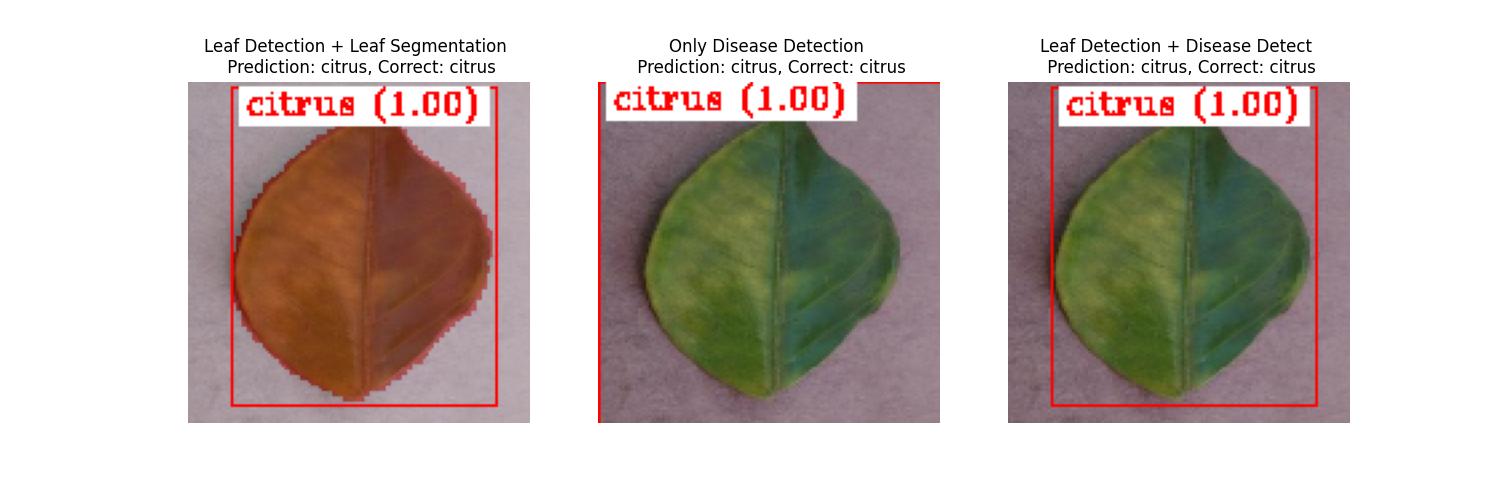 Leaf Detection + Leaf Segmentation
Prediction: citrus, Correct: citrus
citrus (1.00)
Only Disease Detection
Prediction: citrus, Correct: citrus
citrus (1.00)
Leaf Detection + Disease Detect
Prediction: citrus, Correct: citrus
citrus (1.00)